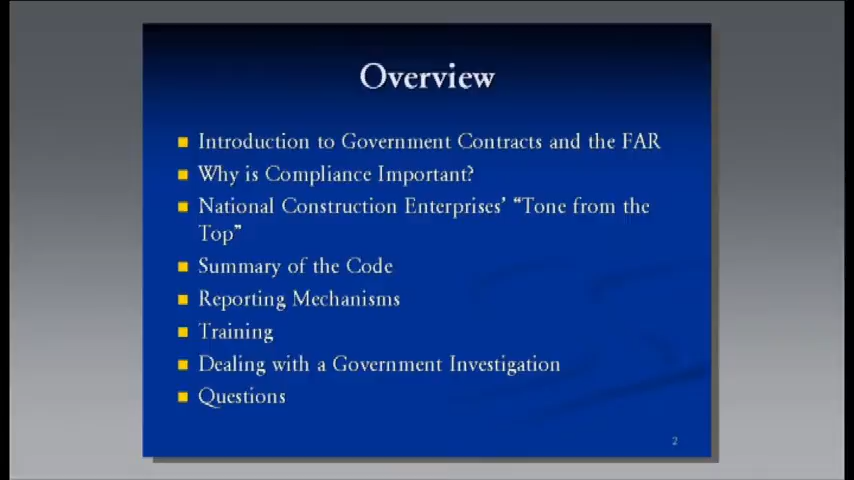 Overview
Introduction to Government Contracts and the FAR
Why is Compliance Important?
National Construction Enterprises’ “Tone from the
Top”
Summary of the Code
Reporting Mechanisms
Training
Dealing with a Government Investigation
Questions
2